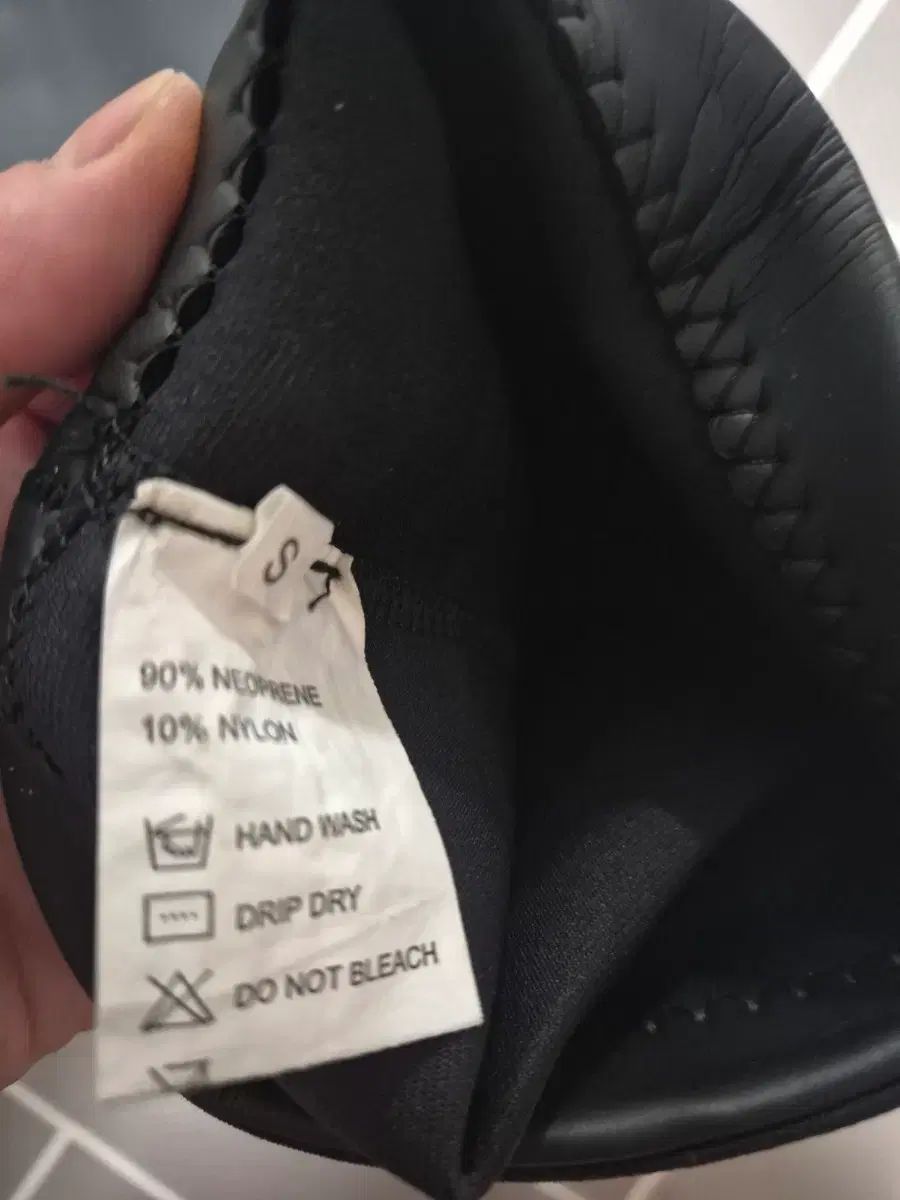 S
90% NEOPRENE
10% NYLON
HAND WASH
DRIP DRY
DO NOT BLEACH